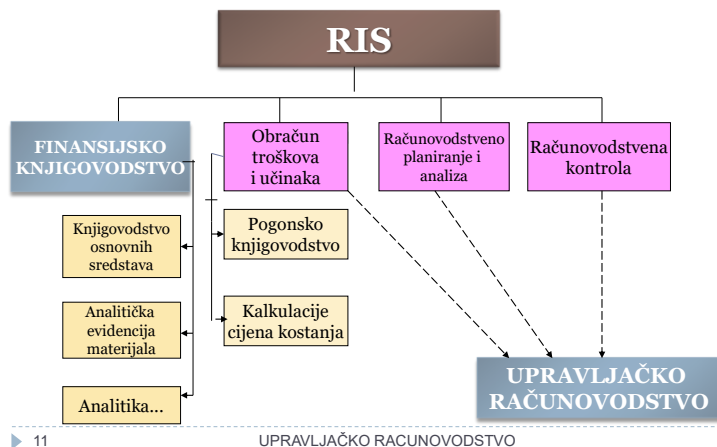 RIS
FINANSIJSKO
KNJIGOVODSTVO
Obračun
troškova
i učinaka
Računovodstveno
planiranje i
analiza
Računovodstvena
kontrola
Knjigovodstvo
osnovnih
sredstava
Pogonsko
knjigovodstvo
Analitička
evidencija
materijala
Kalkulacije
cijena kostanja
Analitika...
UPRAVLJAČKO
RAČUNOVODSTVO
11
UPRAVLJAČKO RACUNOVODSTVO